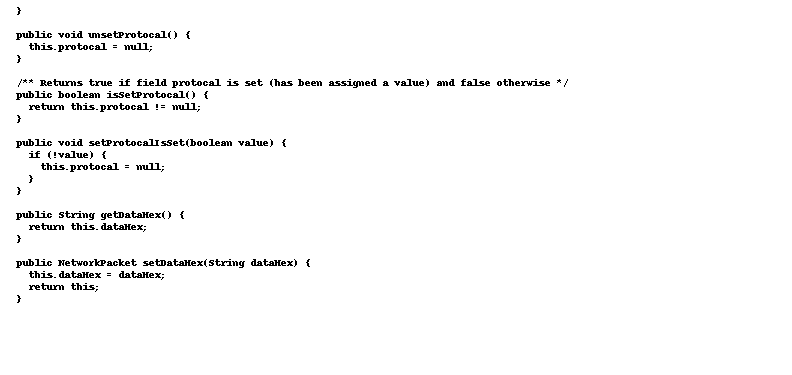 }

public void unsetProtocal() {
  this.protocal = null;
}

/** Returns true if field protocal is set (has been assigned a value) and false otherwise */
public boolean isSetProtocal() {
  return this.protocal != null;
}

public void setProtocalIsSet(boolean value) {
  if (!value) {
    this.protocal = null;
  }
}

public String getDataHex() {
  return this.dataHex;
}

public NetworkPacket setDataHex(String dataHex) {
  this.dataHex = dataHex;
  return this;
}